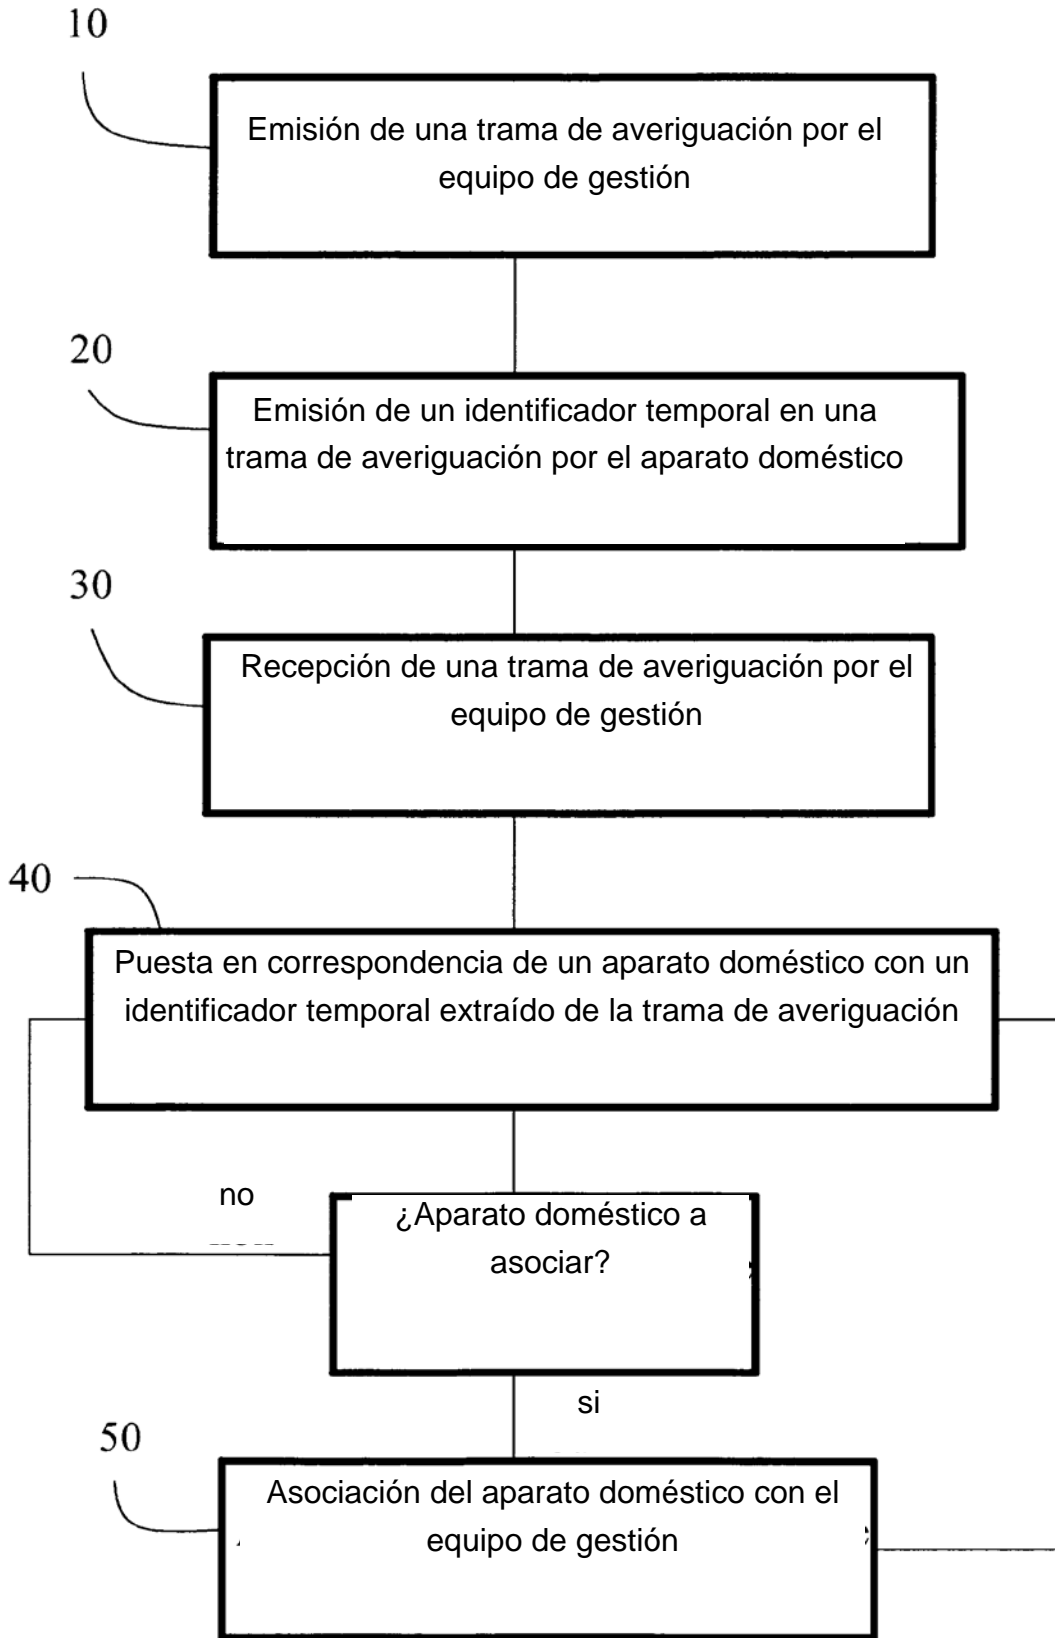 10
Emisión de una trama de averiguación por el
equipo de gestión
20
Emisión de un identificador temporal en una
trama de averiguación por el aparato doméstico
30
Recepción de una trama de averiguación por el
equipo de gestión
40
Puesta en correspondencia de un aparato doméstico con un
identificador temporal extraído de la trama de averiguación
no
¿Aparato doméstico a
asociar?
si
50
Asociación del aparato doméstico con el
equipo de gestión